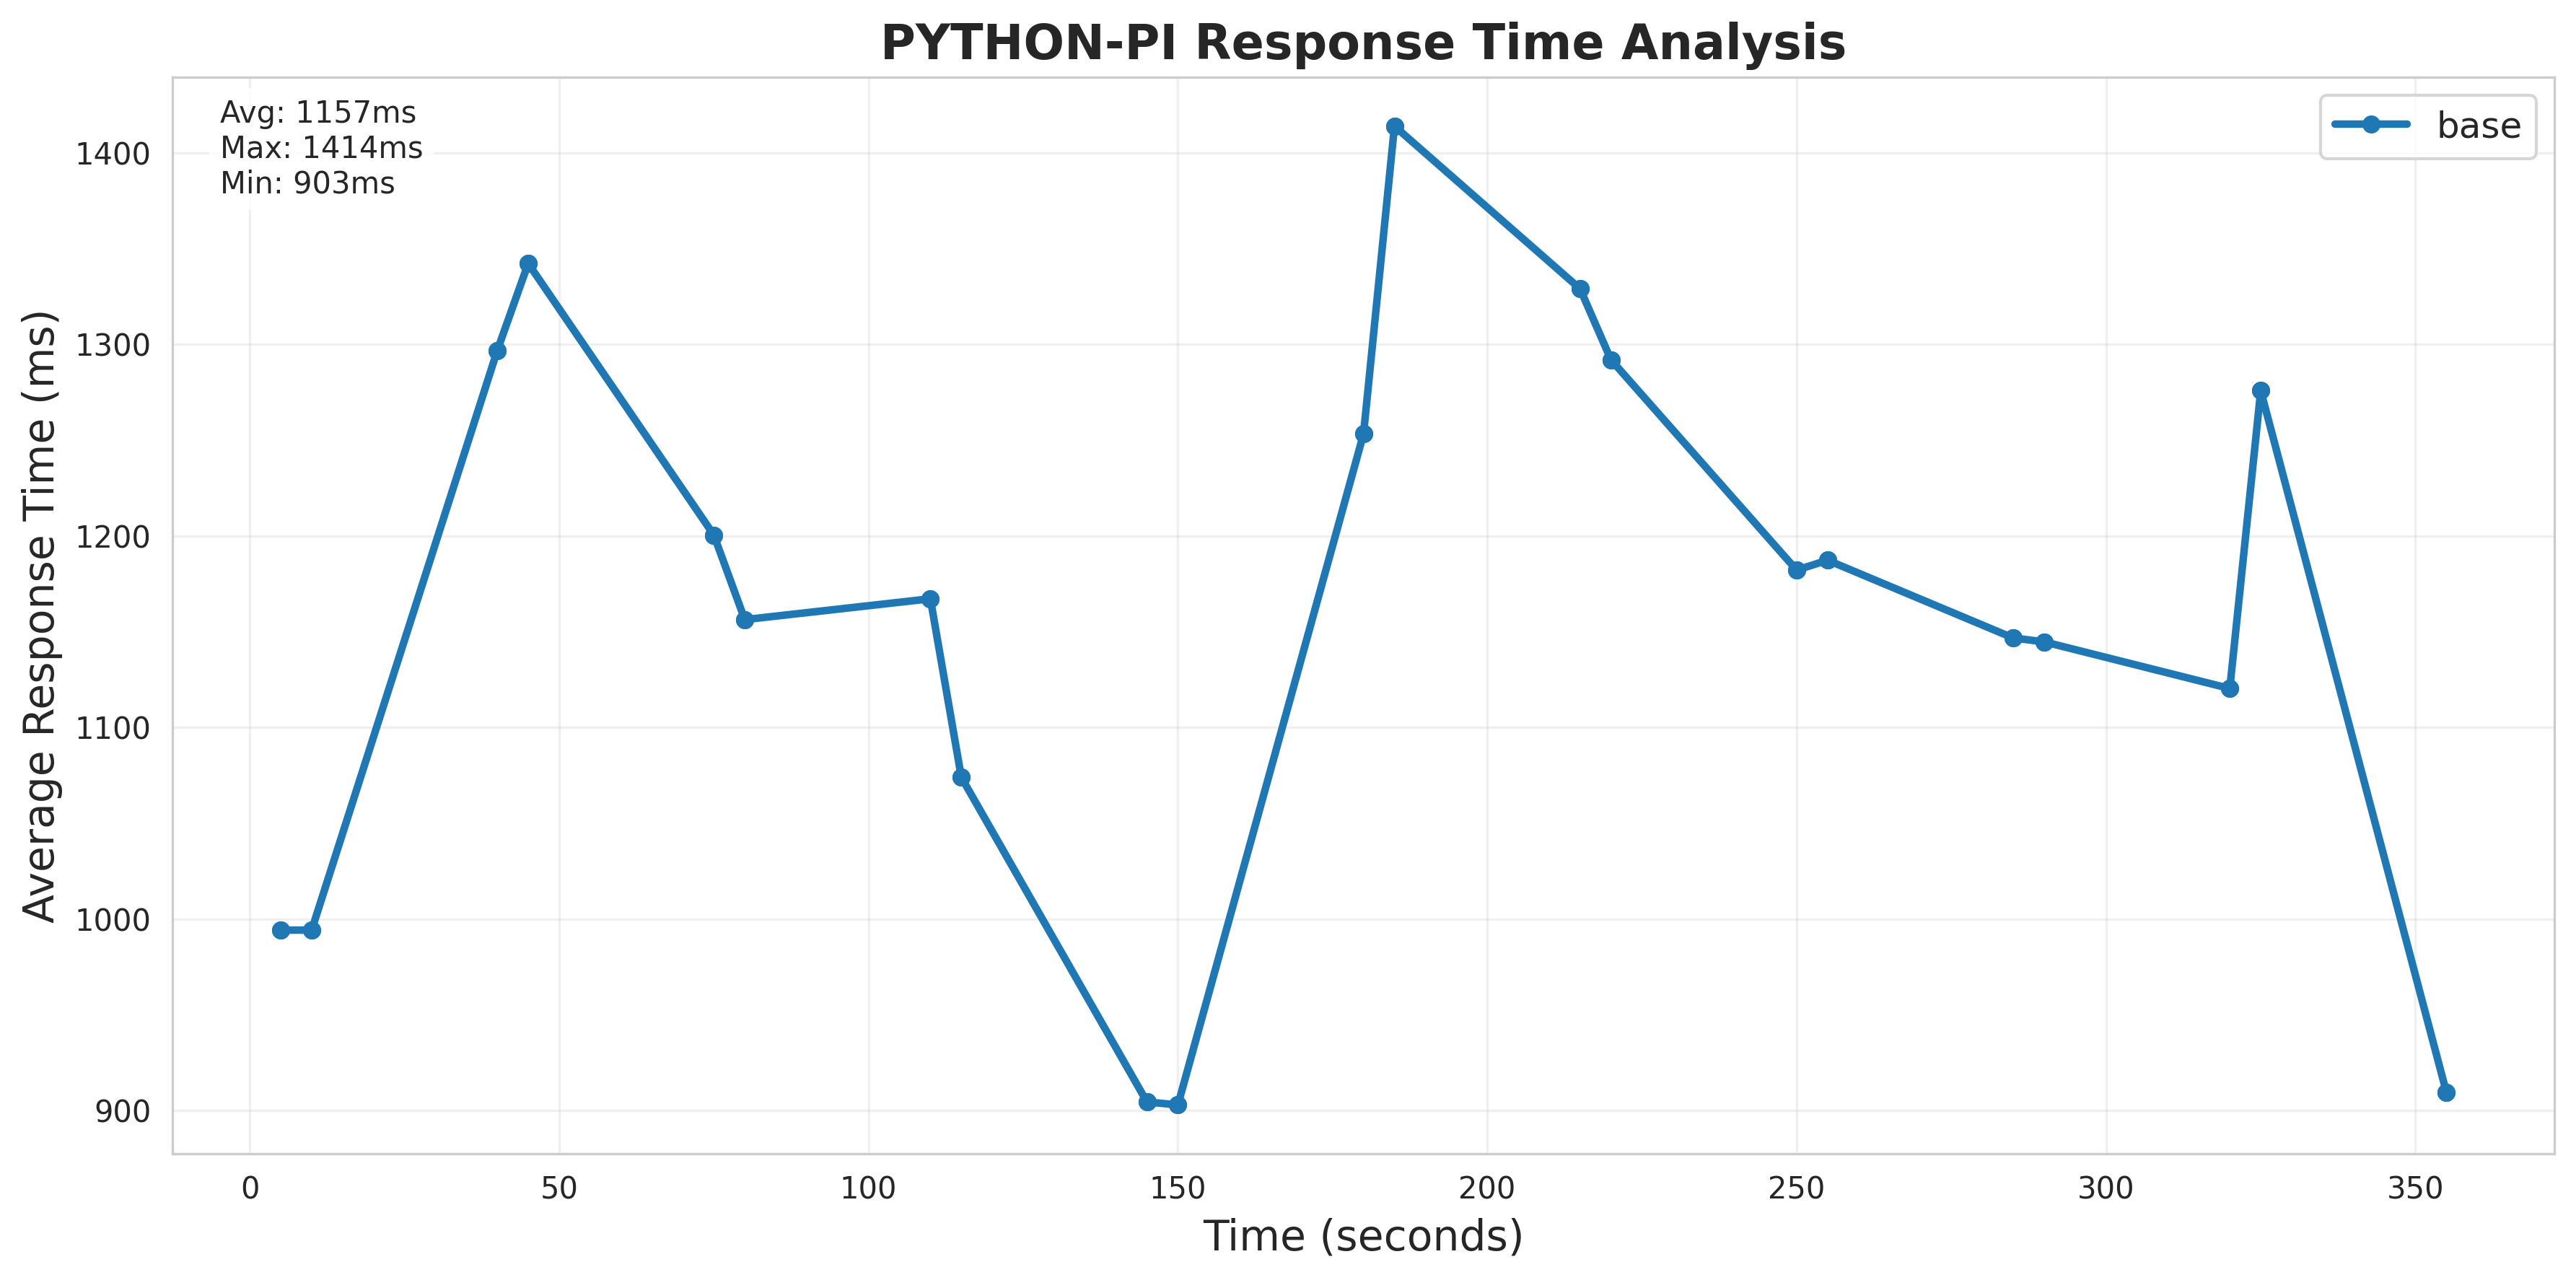 PYTHON-PI Response Time Analysis
Avg: 1157ms
Max: 1414ms
Min: 903ms
base
Average Response Time (ms)
1400
1300
1200
1100
1000
900
0 50 100 150 200 250 300 350
Time (seconds)